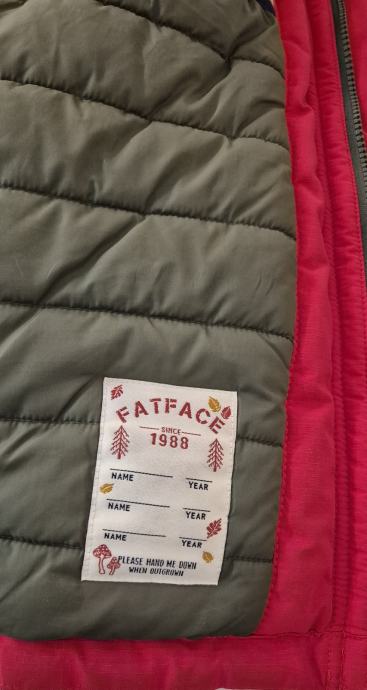 FATFACE
SINCE
1988
NAME YEAR
NAME YEAR
NAME YEAR
PLEASE HAND ME DOWN
WHEN OUTGROWN